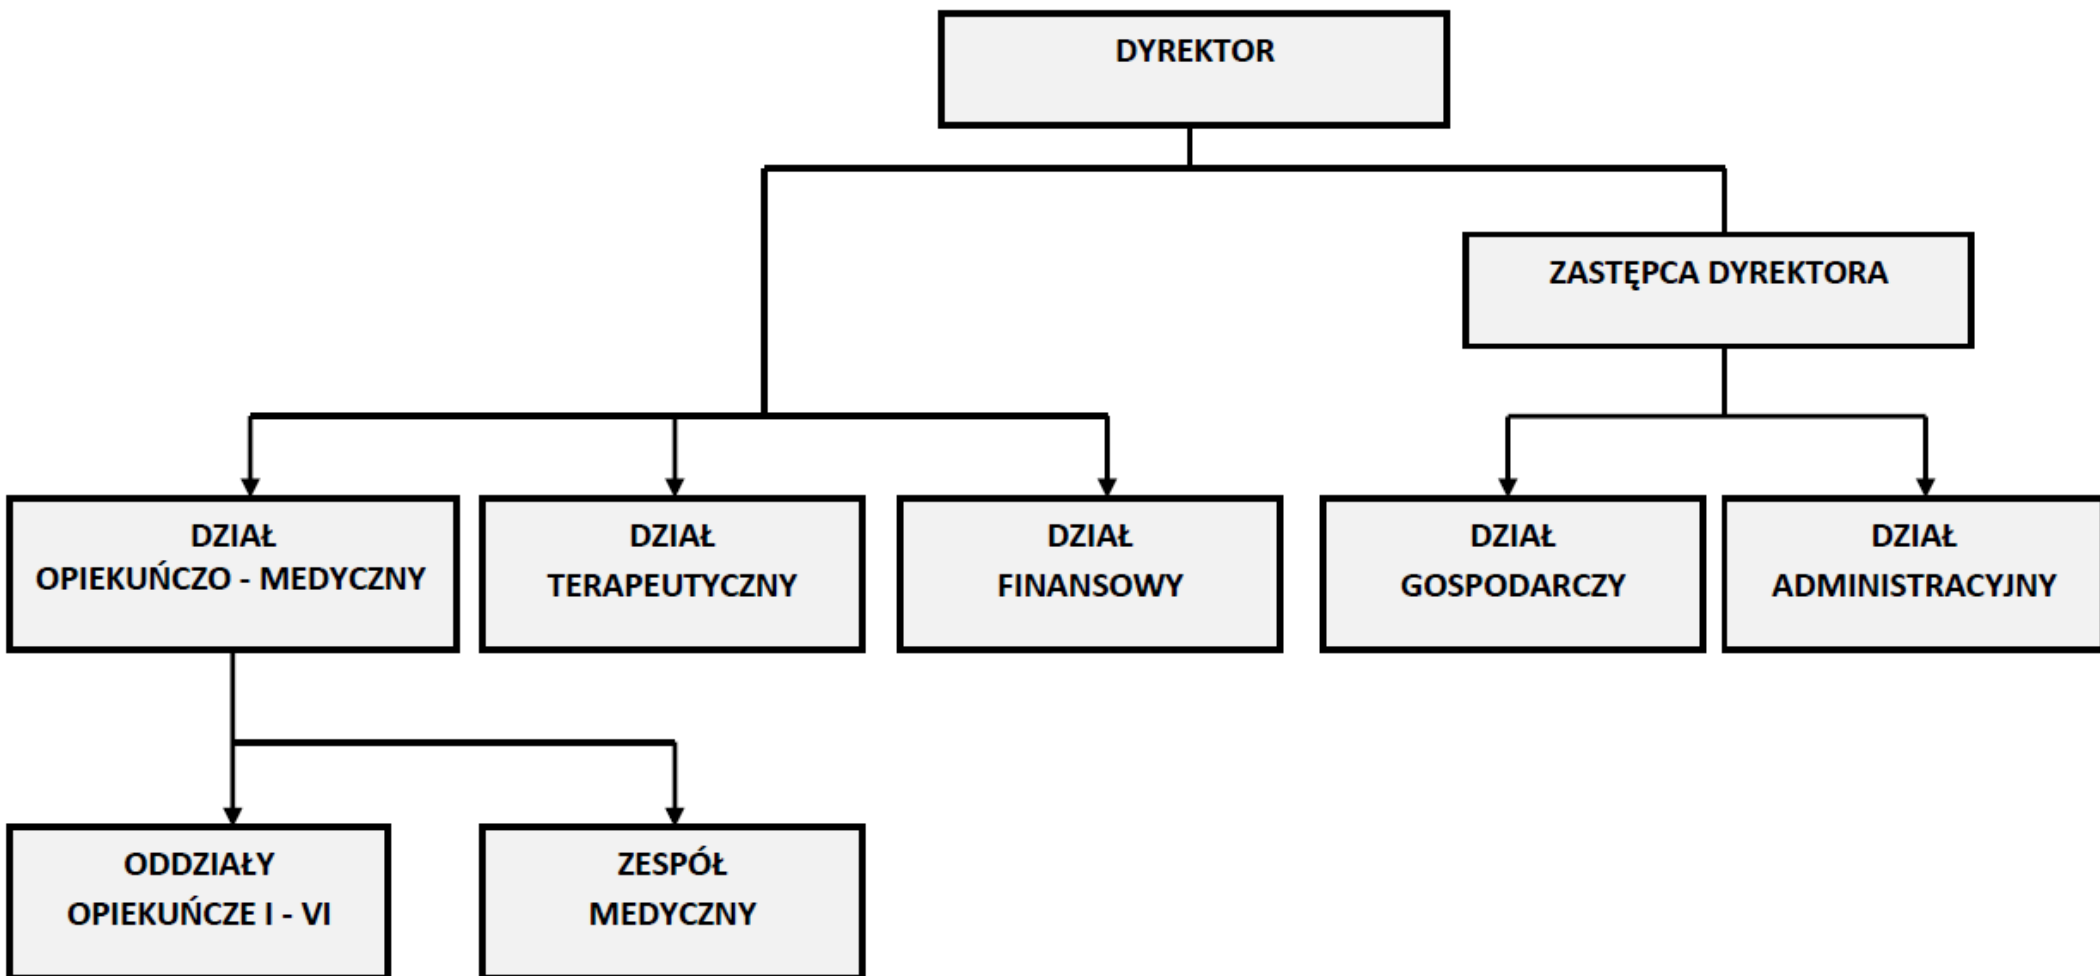 DYREKTOR
ZASTĘPCA DYREKTORA
DZIAŁ
OPIEKUŃCZO - MEDYCZNY
DZIAŁ
TERAPEUTYCZNY
DZIAŁ
FINANSOWY
DZIAŁ
GOSPODARCZY
DZIAŁ
ADMINISTRACYJNY
ODDZIAŁY
OPIEKUŃCZE I - VI
ZESPÓŁ
MEDYCZNY